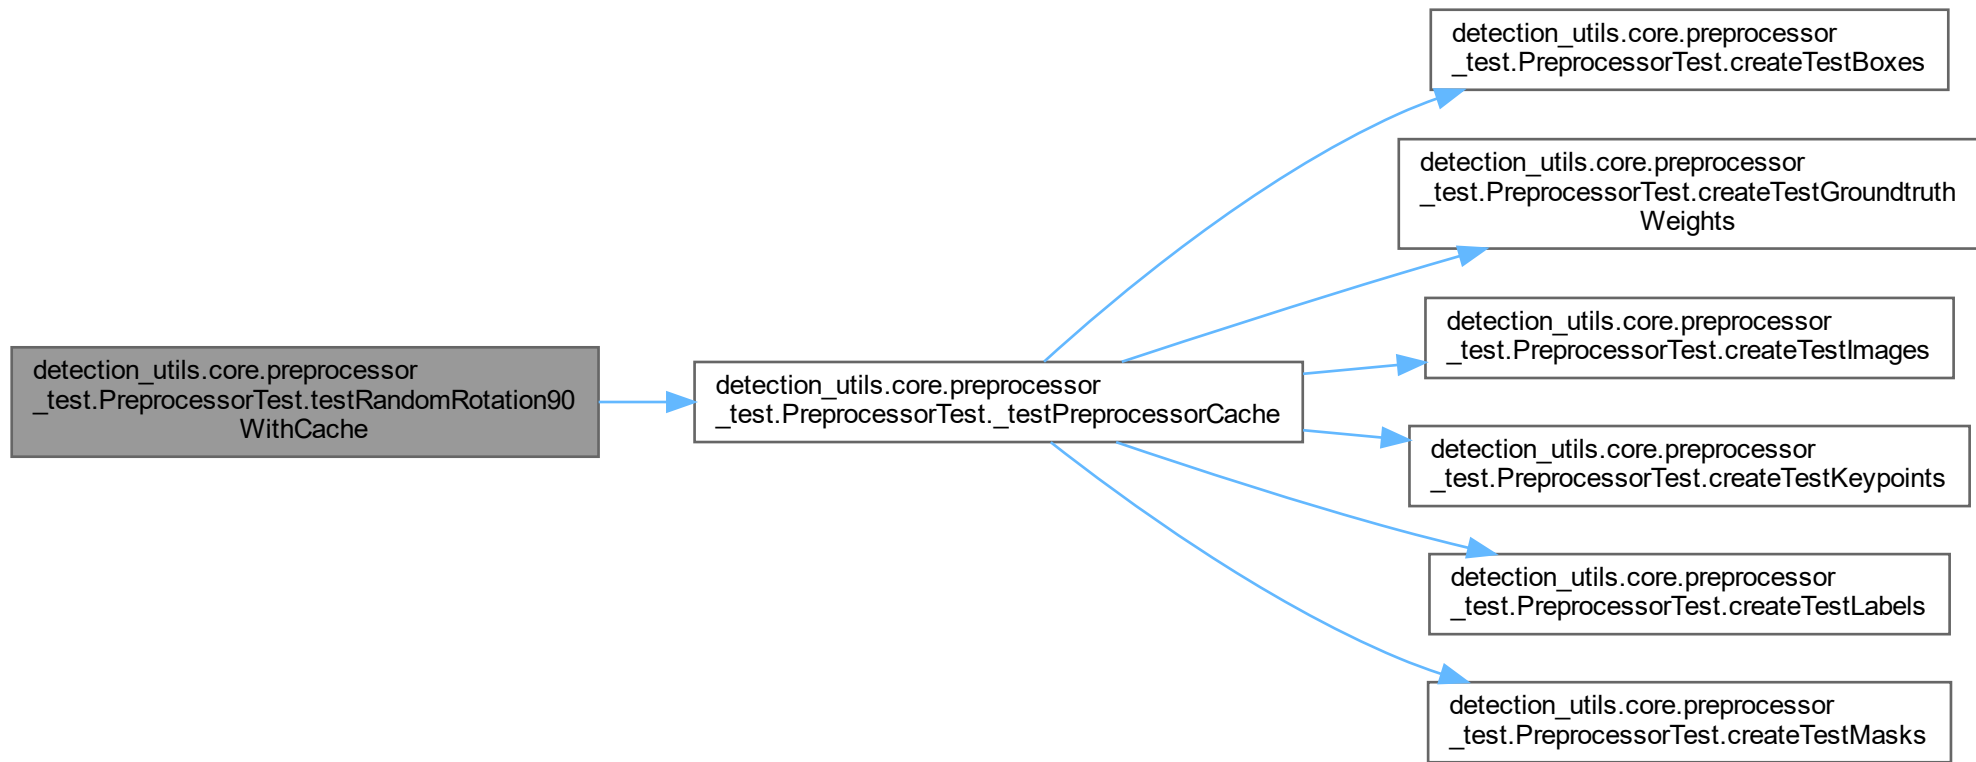 detection_utils.core.preprocessor
_test.PreprocessorTest.testRandomRotation90
WithCache
detection_utils.core.preprocessor
_test.PreprocessorTest._testPreprocessorCache
detection_utils.core.preprocessor
_test.PreprocessorTest.createTestBoxes
detection_utils.core.preprocessor
_test.PreprocessorTest.createTestGroundtruth
Weights
detection_utils.core.preprocessor
_test.PreprocessorTest.createTestImages
detection_utils.core.preprocessor
_test.PreprocessorTest.createTestKeypoints
detection_utils.core.preprocessor
_test.PreprocessorTest.createTestLabels
detection_utils.core.preprocessor
_test.PreprocessorTest.createTestMasks